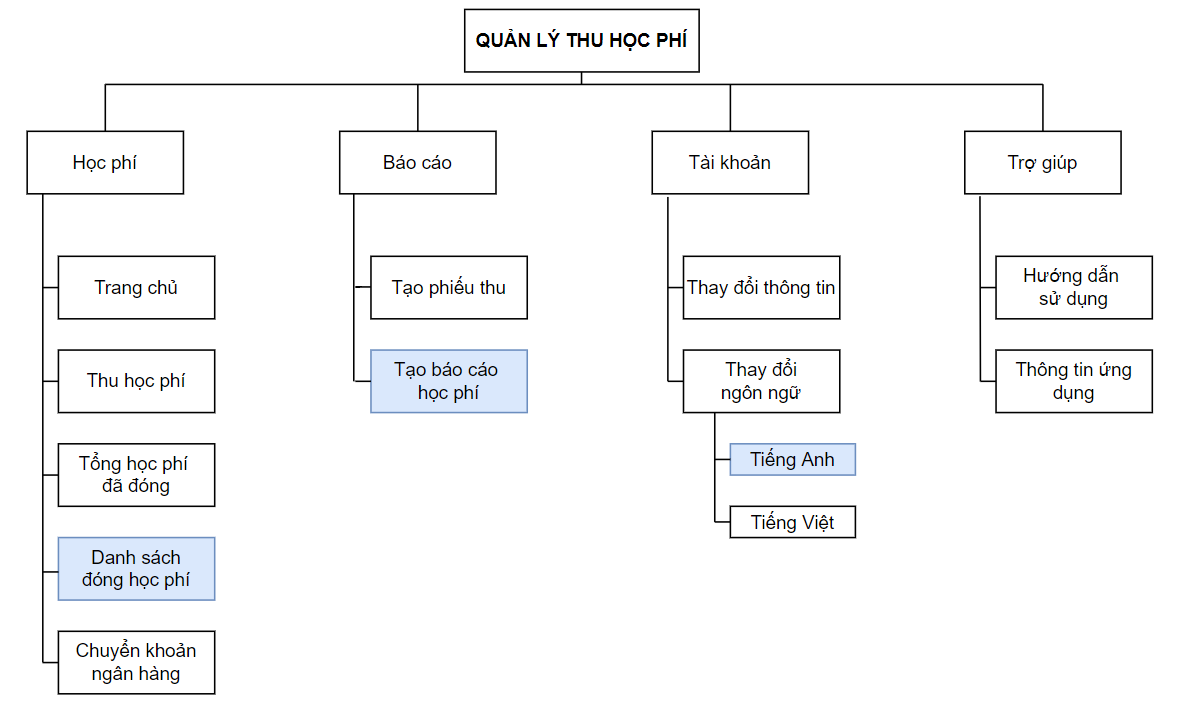 QUẢN LÝ THU HỌC PHÍ
Học phí
Báo cáo
Tài khoản
Trợ giúp
Trang chủ
Thu học phí
Tổng học phí
đã đóng
Danh sách
đóng học phí
Chuyển khoản
ngân hàng
Tạo phiếu thu
Tạo báo cáo
học phí
Thay đổi thông tin
Thay đổi
ngôn ngữ
Tiếng Anh
Tiếng Việt
Hướng dẫn
sử dụng
Thông tin ứng
dụng